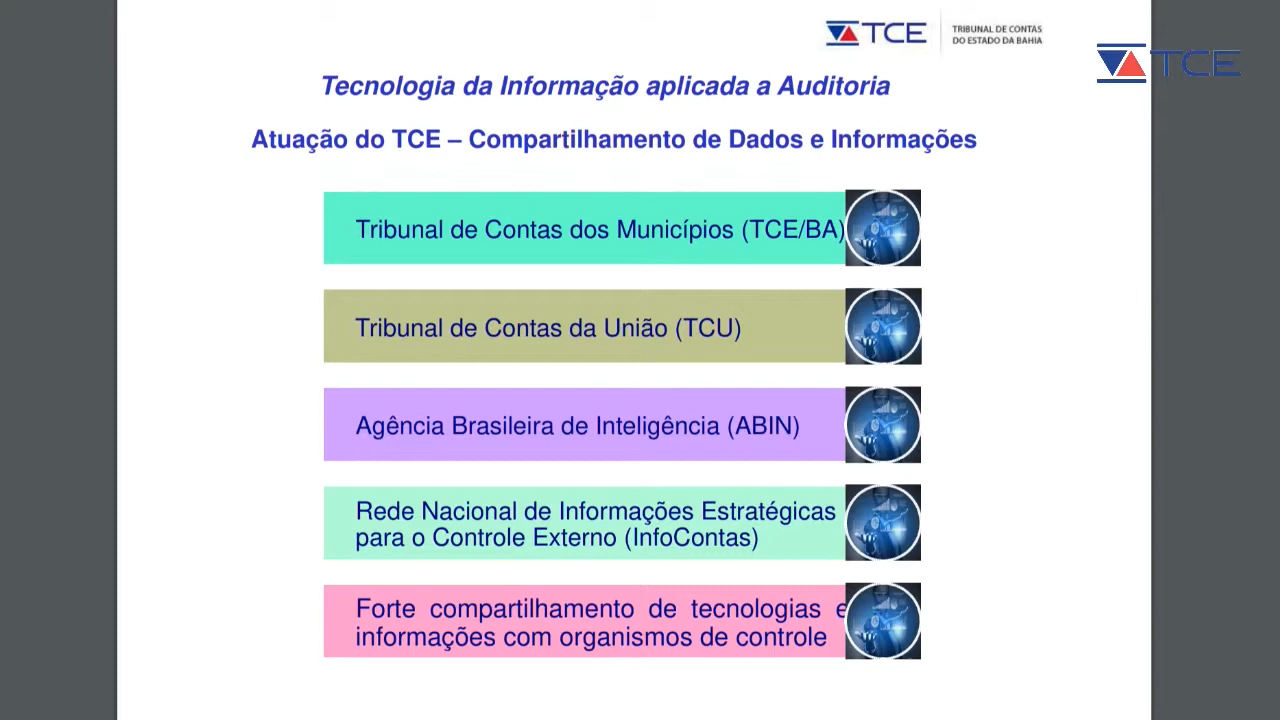 TCE
TRIBUNAL DE CONTAS
DO ESTADO DA BAHIA
TCE
Tecnologia da Informação aplicada a Auditoria
Atuação do TCE – Compartilhamento de Dados e Informações
Tribunal de Contas dos Municípios (TCE/BA)
Tribunal de Contas da União (TCU)
Agência Brasileira de Inteligência (ABIN)
Rede Nacional de Informações Estratégicas
para o Controle Externo (InfoContas)
Forte compartilhamento de tecnologias e
informações com organismos de controle